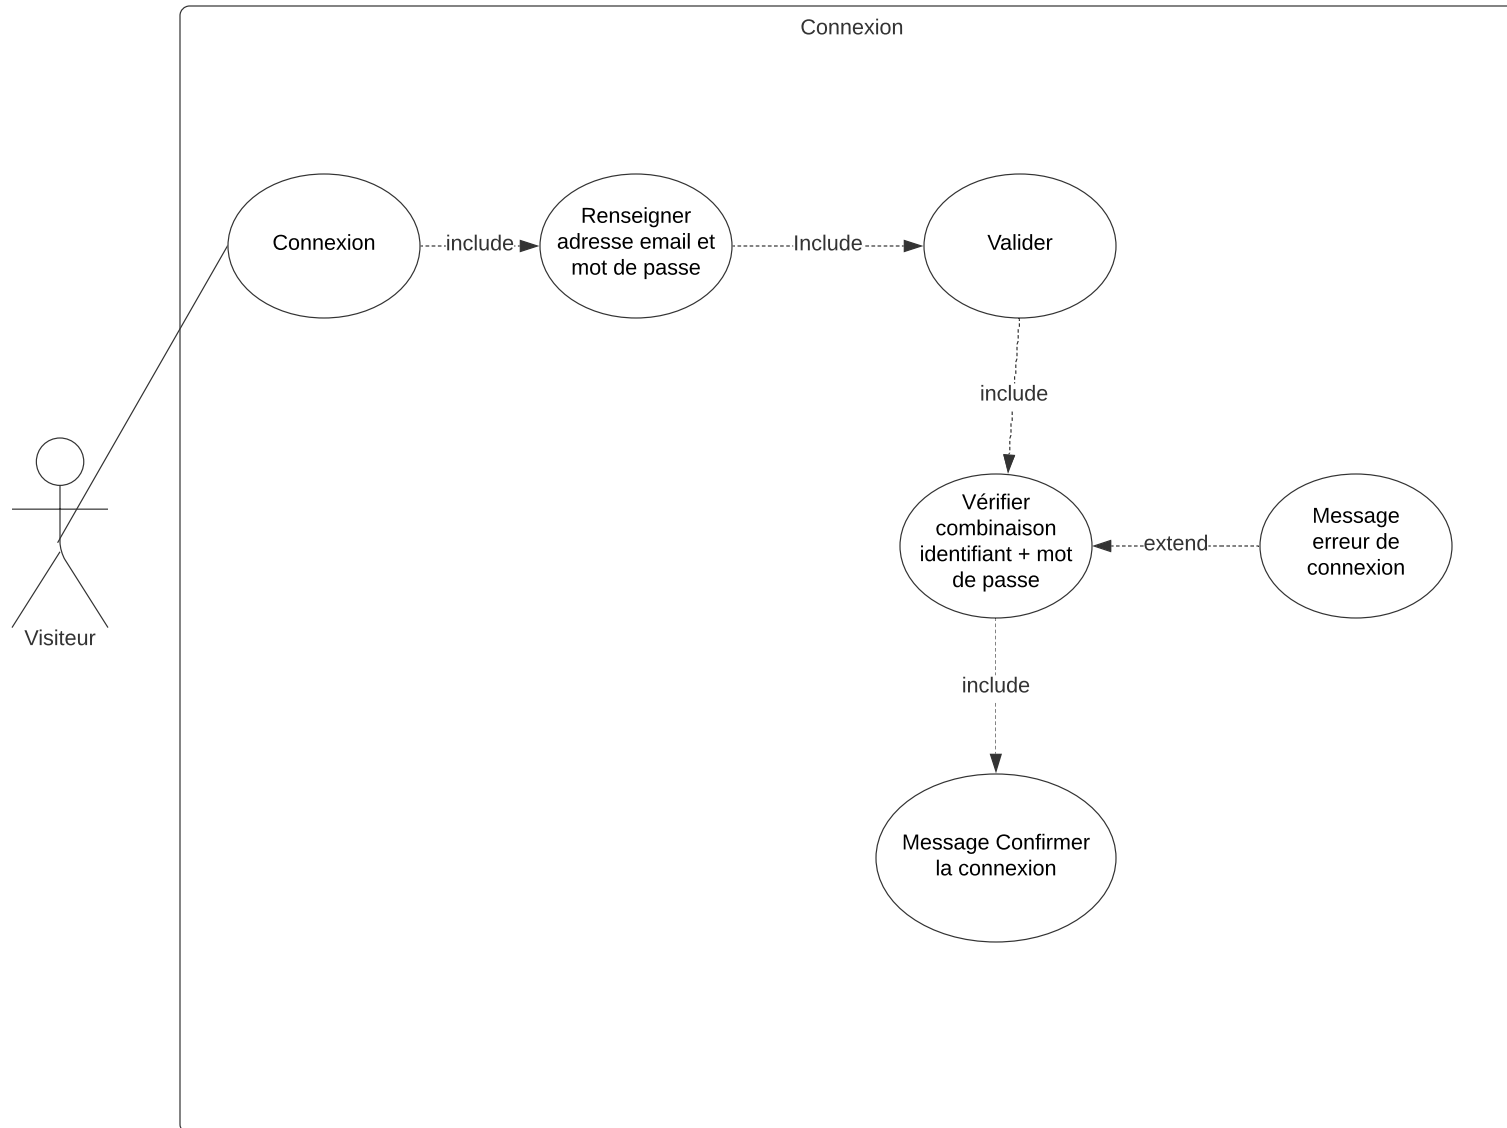 Connexion
Connexion
include
Renseigner
adresse email et
mot de passe
Include
Valider
include
Vérifier
combinaison
identifiant + mot
de passe
extend
Message
erreur de
connexion
Visiteur
include
Message Confirmer
la connexion